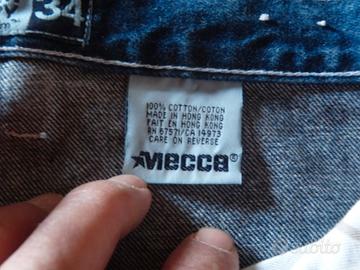 34
100% COTTON/COTON
MADE IN HONG KONG
FAIT EN HONG KONG
RN 67571/CA 14973
CARE ON REVERSE
MECCA®